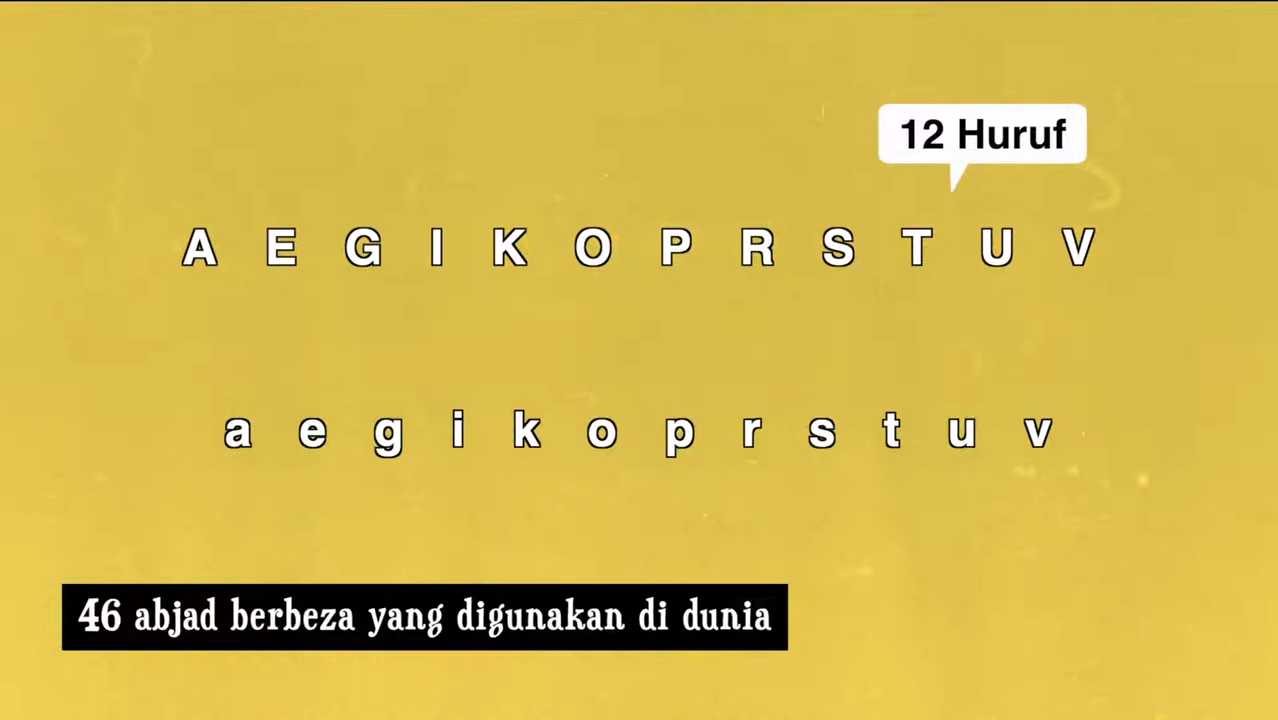 12 Huruf
A E G I K O P R S T U V
a e g i k o p r s t u v
46 abjad berbeza yang digunakan di dunia